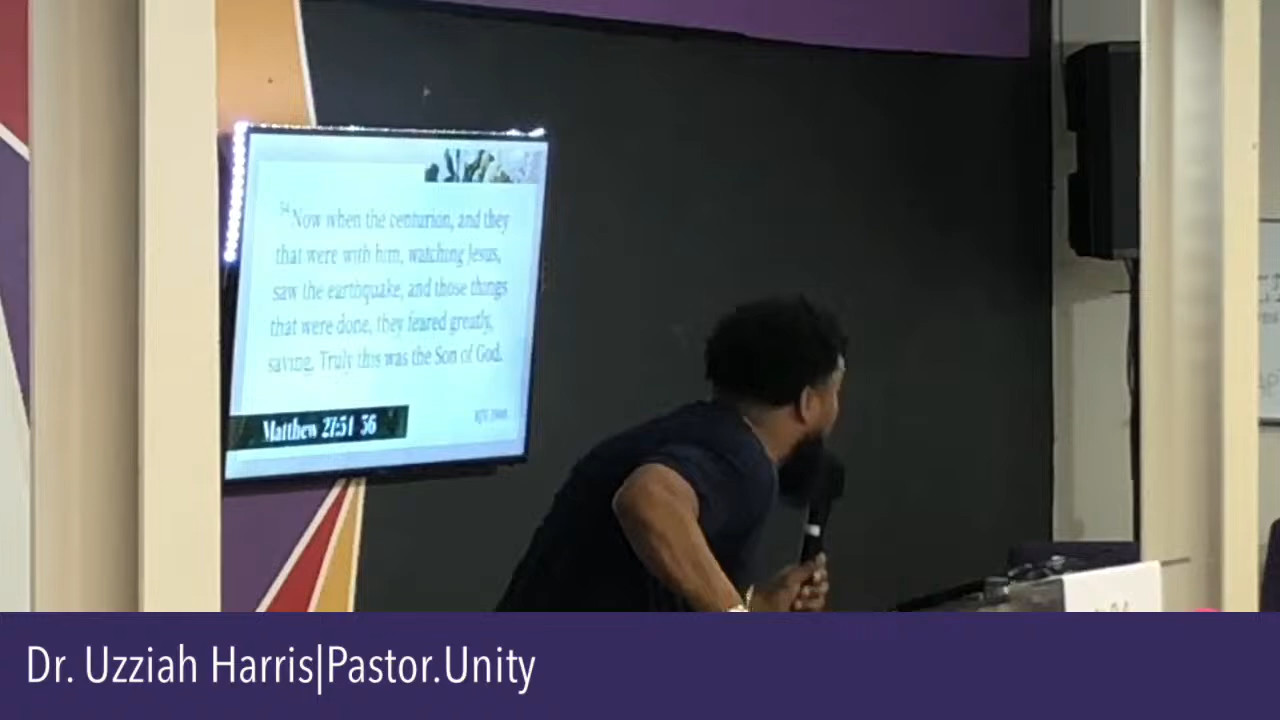 54 Now when the centurion, and they
that were with him, watching Jesus,
saw the earthquake, and those things
that were done, they feared greatly,
saying, Truly this was the Son of God.
Matthew 27:51 56
Dr. Uzziah Harris|Pastor.Unity